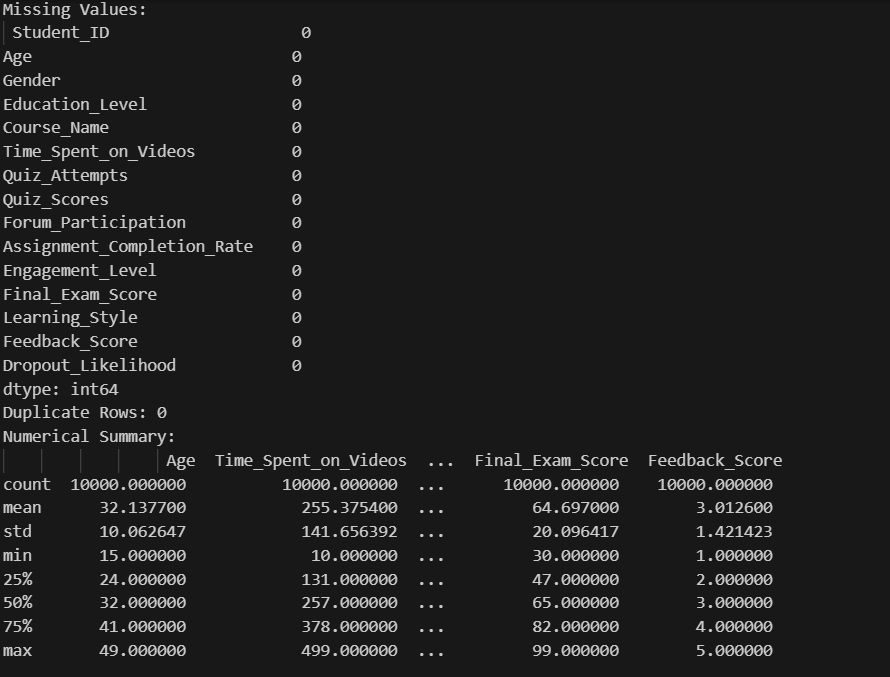 Missing Values:
 Student_ID                    0
Age                           0
Gender                        0
Education_Level               0
Course_Name                   0
Time_Spent_on_Videos          0
Quiz_Attempts                 0
Quiz_Scores                   0
Forum_Participation           0
Assignment_Completion_Rate    0
Engagement_Level              0
Final_Exam_Score              0
Learning_Style                0
Feedback_Score                0
Dropout_Likelihood            0
dtype: int64
Duplicate Rows: 0
Numerical Summary:
                 Age  Time_Spent_on_Videos  ...  Final_Exam_Score  Feedback_Score
count  10000.000000          10000.000000  ...      10000.000000    10000.000000
mean      32.137700            255.375400  ...         64.697000        3.012600
std       10.062647            141.656392  ...         20.096417        1.421423
min       15.000000             10.000000  ...         30.000000        1.000000
25%       24.000000            131.000000  ...         47.000000        2.000000
50%       32.000000            257.000000  ...         65.000000        3.000000
75%       41.000000            378.000000  ...         82.000000        4.000000
max       49.000000            499.000000  ...         99.000000        5.000000